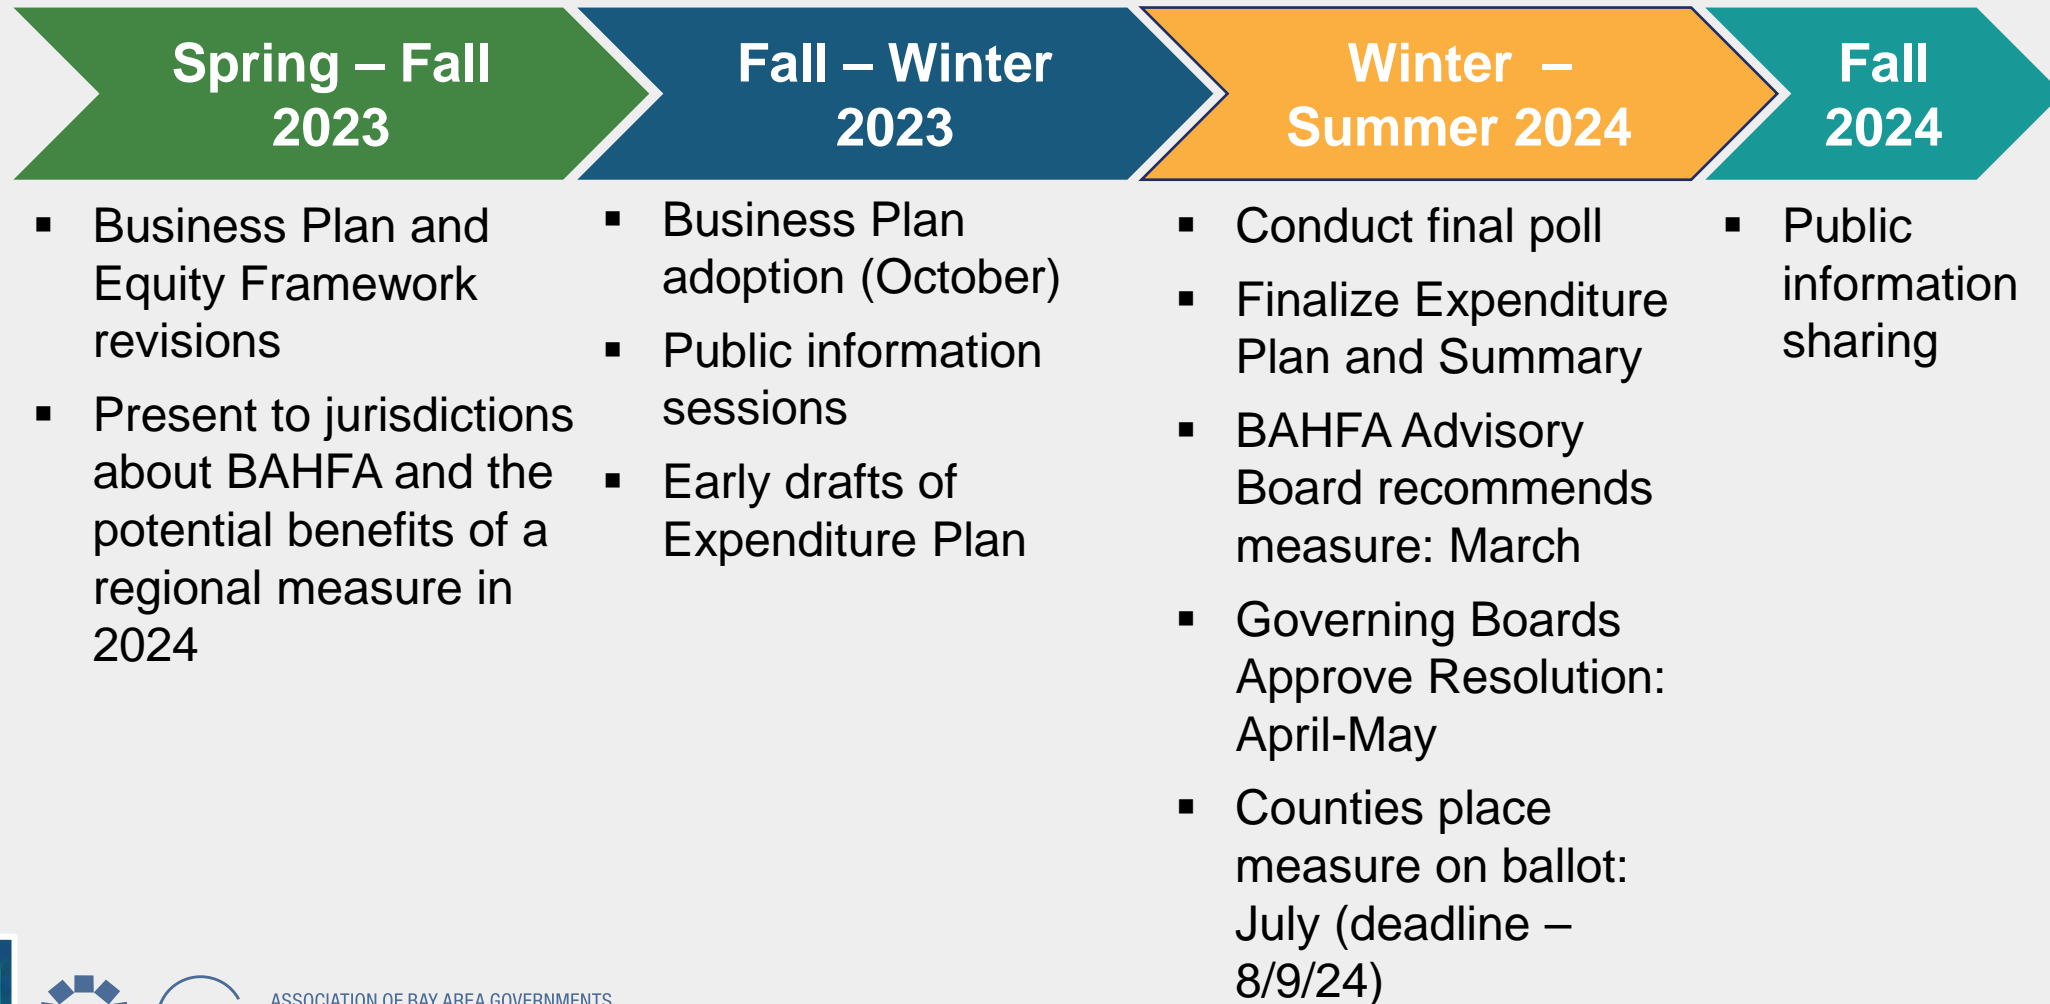 Spring – Fall
2023
▪ Business Plan and
Equity Framework
revisions
▪ Present to jurisdictions
about BAHFA and the
potential benefits of a
regional measure in
2024
Fall – Winter
2023
▪ Business Plan
adoption (October)
▪ Public information
sessions
▪ Early drafts of
Expenditure Plan
Winter –
Summer 2024
▪ Conduct final poll
▪ Finalize Expenditure
Plan and Summary
▪ BAHFA Advisory
Board recommends
measure: March
▪ Governing Boards
Approve Resolution:
April-May
▪ Counties place
measure on ballot:
July (deadline –
8/9/24)
Fall
2024
▪ Public
information
sharing
ASSOCIATION OF BAY AREA GOVERNMENTS